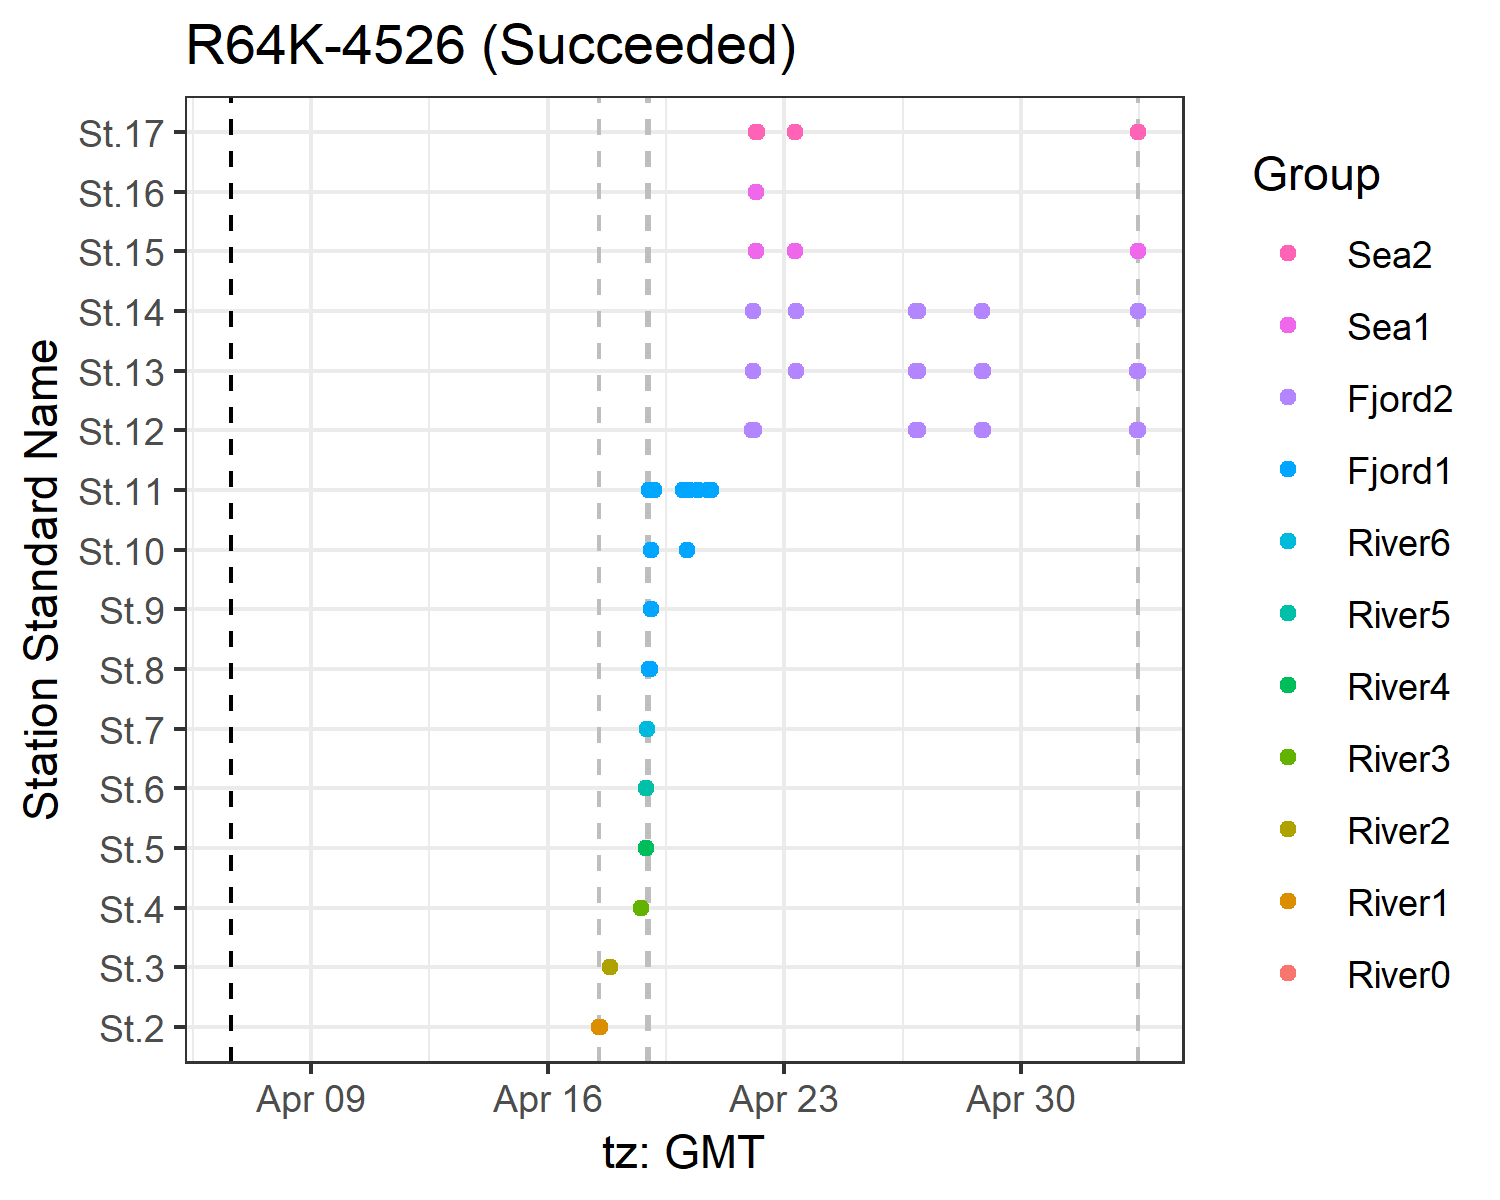 R64K-4526 (Succeeded)
Station Standard Name
St.17
St.16
St.15
St.14
St.13
St.12
St.11
St.10
St.9
St.8
St.7
St.6
St.5
St.4
St.3
St.2
Apr 09
Apr 16
Apr 23
Apr 30
tz: GMT
Group
Sea2
Sea1
Fjord2
Fjord1
River6
River5
River4
River3
River2
River1
River0